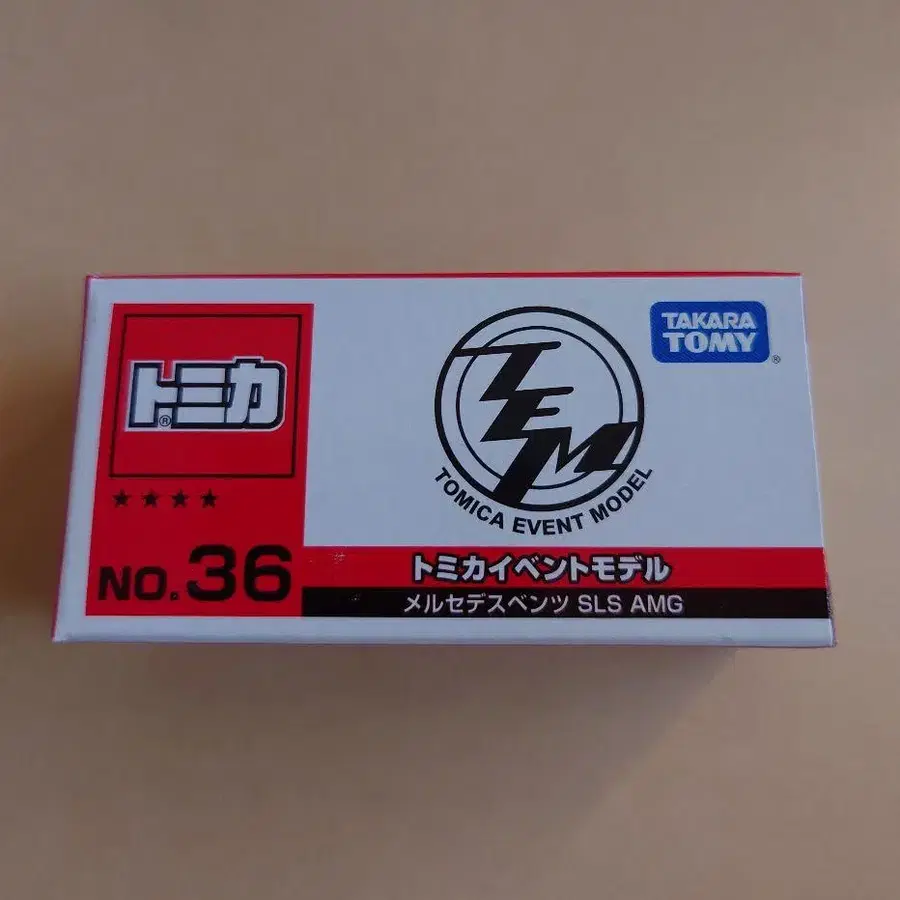 トミカ®
★★★★
NO.36
TEM
TOMICA EVENT MODEL
TAKARA
TOMY®
トミカイベントモデル
メルセデスベンツ SLS AMG